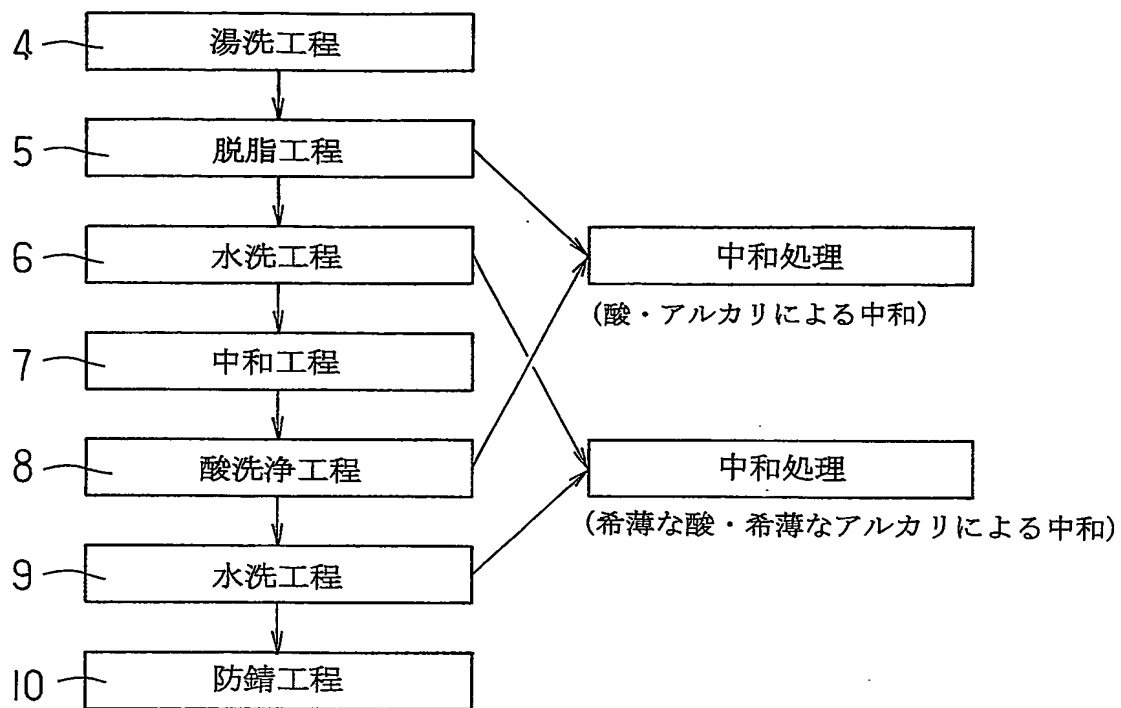 4 湯洗工程
5 脱脂工程
6 水洗工程
中和処理
(酸・アルカリによる中和)
7 中和工程
8 酸洗浄工程
中和処理
(希薄な酸・希薄なアルカリによる中和)
9 水洗工程
10 防錆工程